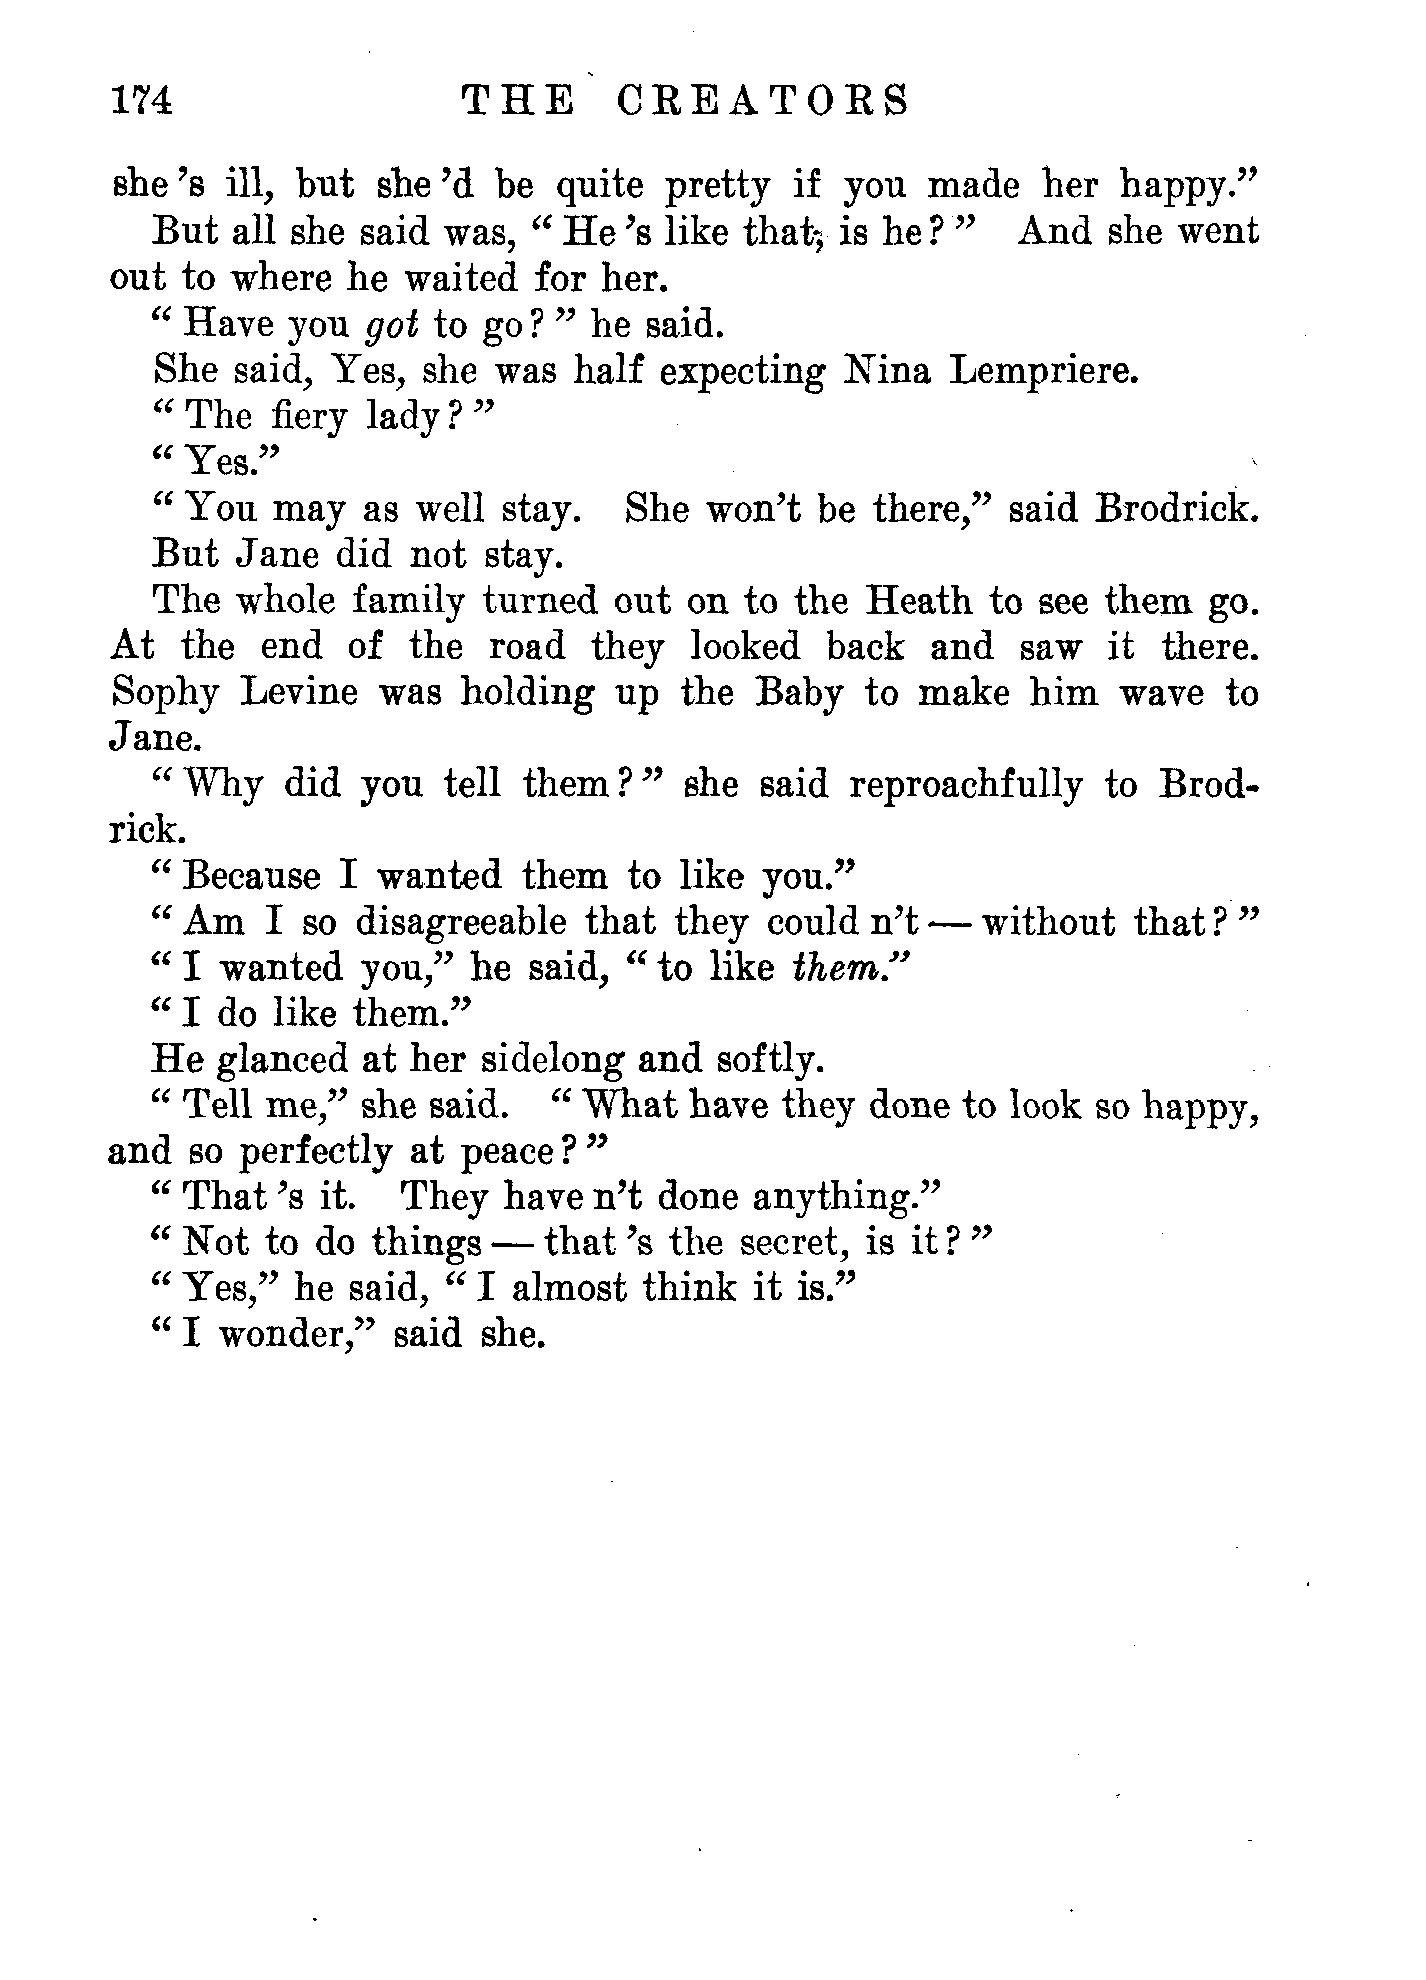 174 THE CREATORS
she 's ill, but she 'd be quite pretty if you made her happy.”
But all she said was, “ He 's like that, is he? ” And she went
out to where he waited for her.
“ Have you got to go? ” he said.
She said, Yes, she was half expecting Nina Lempriere.
“ The fiery lady? ”
“ Yes.”
“ You may as well stay. She won't be there,” said Brodrick.
But Jane did not stay.
The whole family turned out on to the Heath to see them go.
At the end of the road they looked back and saw it there.
Sophy Levine was holding up the Baby to make him wave to
Jane.
“ Why did you tell them? ” she said reproachfully to Brod-
rick.
“ Because I wanted them to like you.”
“ Am I so disagreeable that they could n't — without that? ”
“ I wanted you,” he said, “ to like them.”
“ I do like them.”
He glanced at her sidelong and softly.
“ Tell me,” she said. “ What have they done to look so happy,
and so perfectly at peace? ”
“ That 's it. They have n't done anything.”
“ Not to do things — that 's the secret, is it? ”
“ Yes,” he said, “ I almost think it is.”
“ I wonder,” said she.